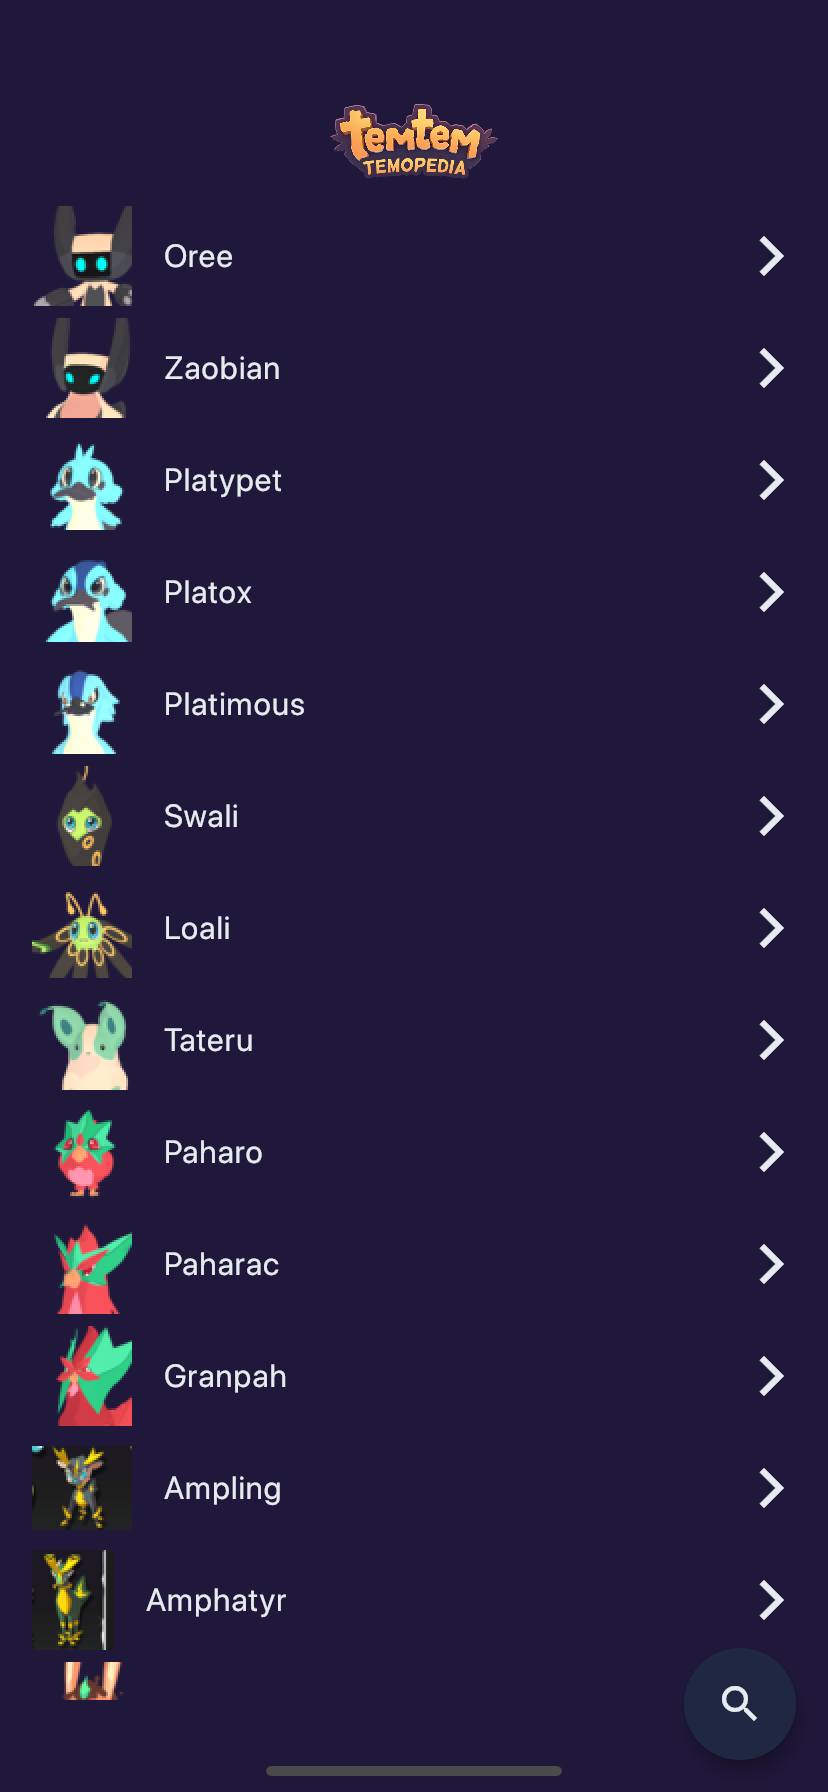 temtem
TEMOPEDIA
Oree
Zaobian
Platypet
Platox
Platimous
Swali
Loali
Tateru
Paharo
Paharac
Granpah
Ampling
Amphatyr